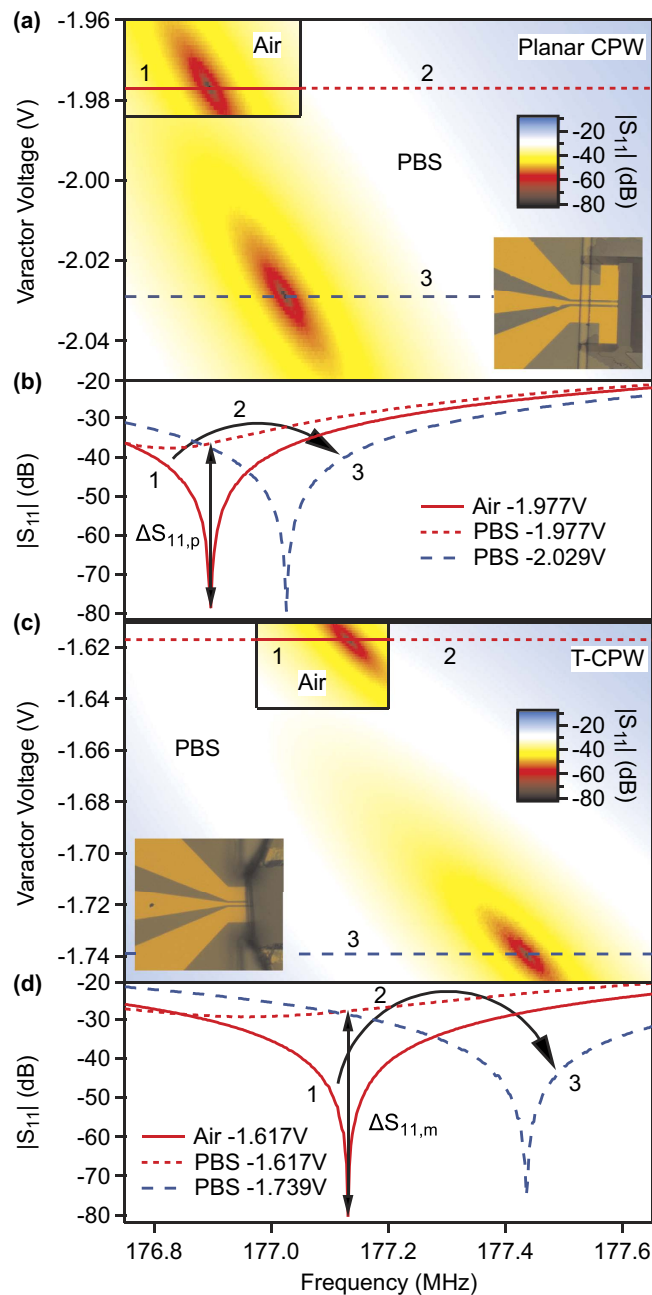 (a)
-1.96
-1.98
-2.00
-2.02
-2.04
Varactor Voltage (V)
Air
Planar CPW
1
2
PBS
3
-20
-40
-60
-80
|S11| (dB)
(b)
-20
-30
-40
-50
-60
-70
-80
|S11| (dB)
2
1
3
ΔS11,p
Air -1.977V
PBS -1.977V
PBS -2.029V
(c)
-1.62
-1.64
-1.66
-1.68
-1.70
-1.72
-1.74
Varactor Voltage (V)
1
2
T-CPW
Air
PBS
3
-20
-40
-60
-80
|S11| (dB)
(d)
-20
-30
-40
-50
-60
-70
-80
|S11| (dB)
2
1
3
ΔS11,m
Air -1.617V
PBS -1.617V
PBS -1.739V
176.8
177.0
177.2
177.4
177.6
Frequency (MHz)